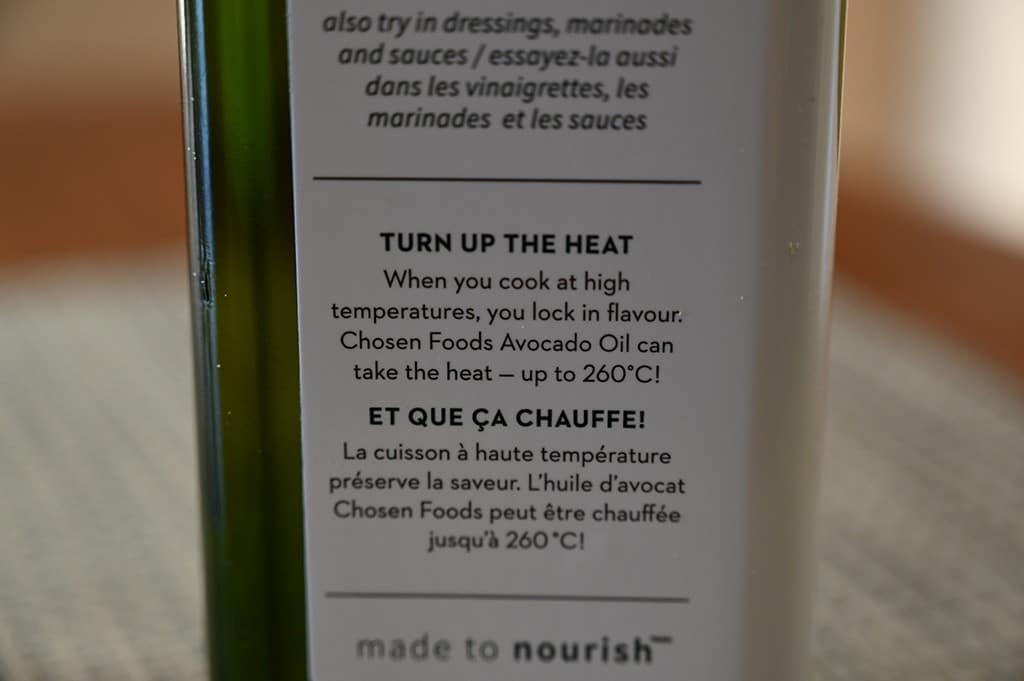 also try in dressings, marinades
and sauces / essayez-la aussi
dans les vinaigrettes, les
marinades et les sauces
TURN UP THE HEAT
When you cook at high
temperatures, you lock in flavour.
Chosen Foods Avocado Oil can
take the heat – up to 260°C!
ET QUE ÇA CHAUFFE!
La cuisson à haute température
préserve la saveur. L'huile d'avocat
Chosen Foods peut être chauffée
jusqu'à 260 °C!
made to nourish™